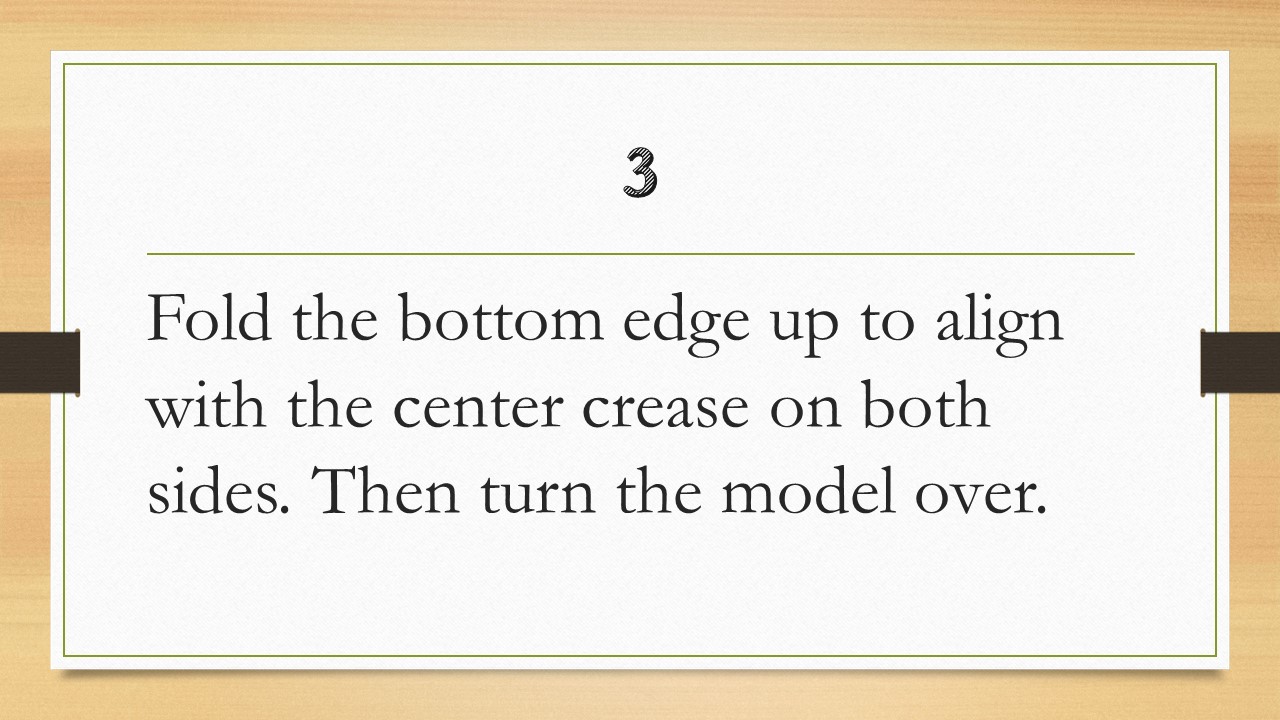 3
Fold the bottom edge up to align
with the center crease on both
sides. Then turn the model over.